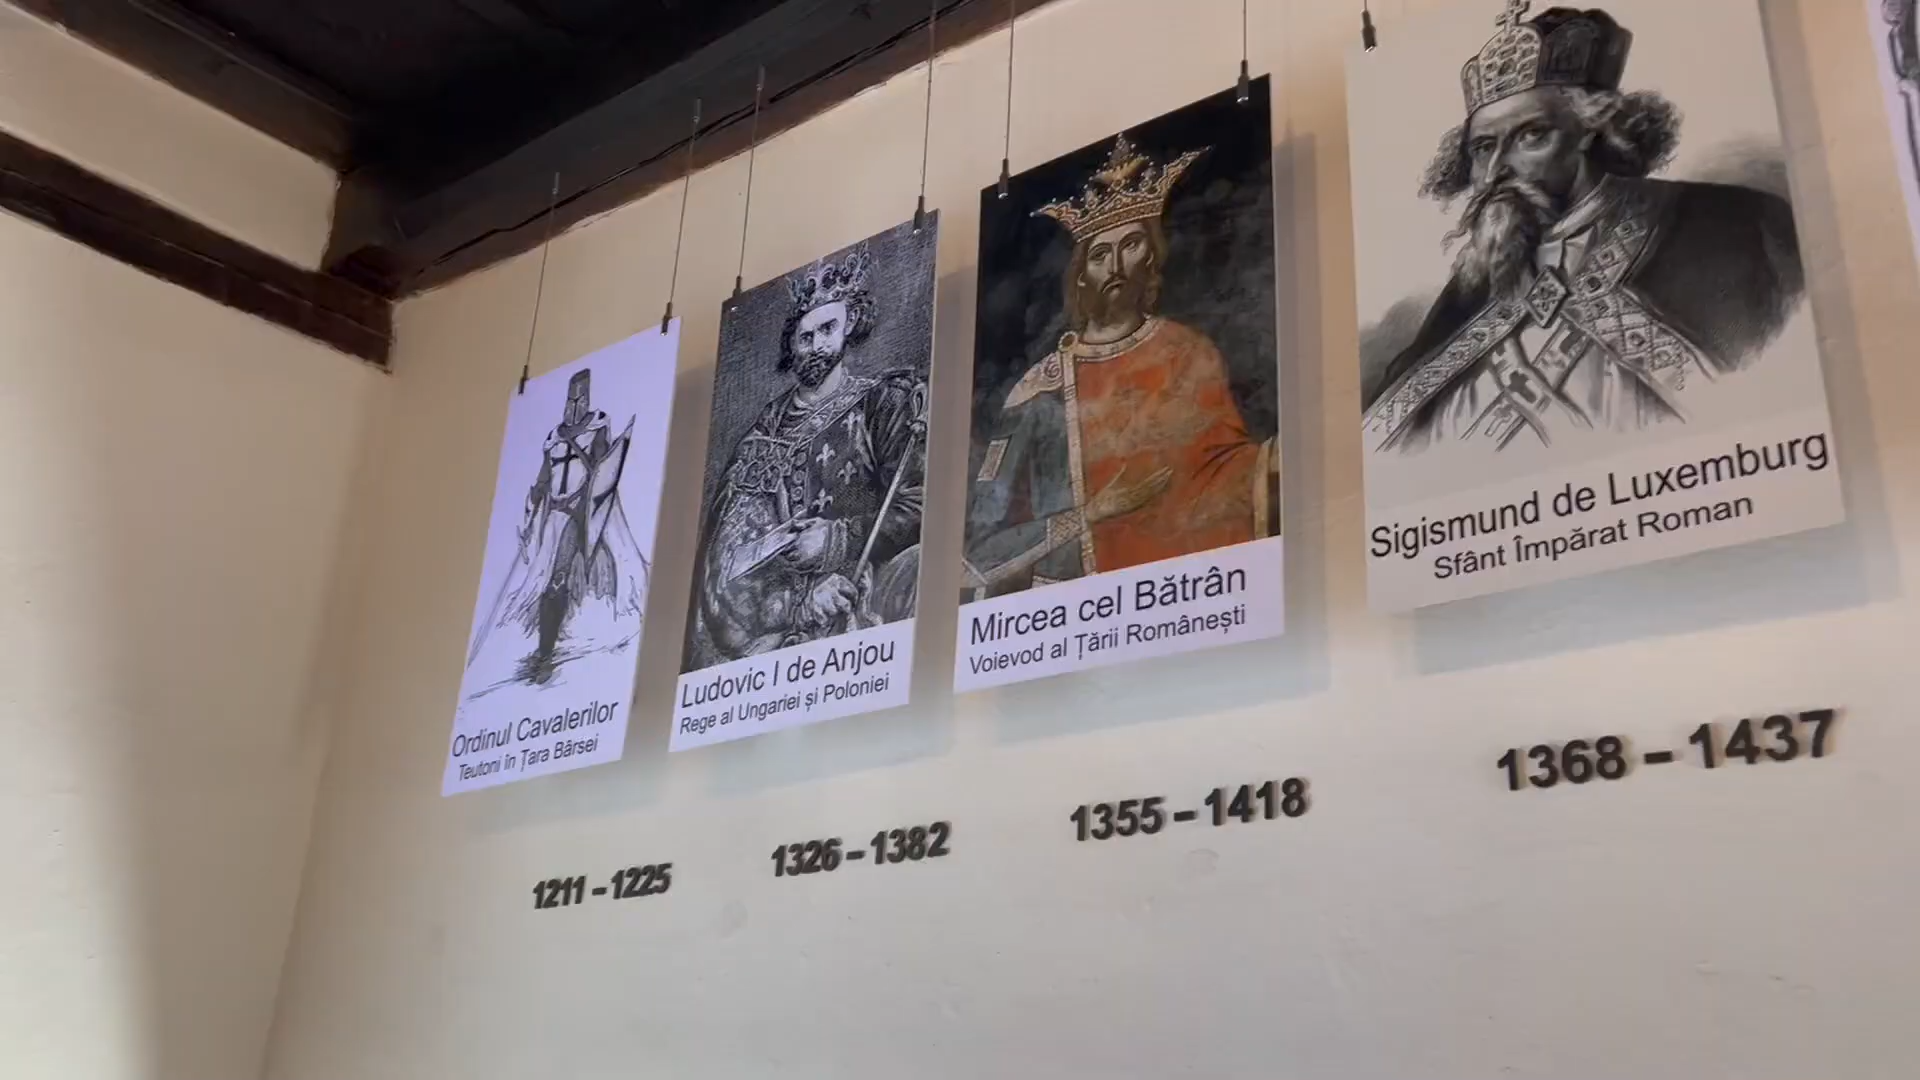 Ordinul Cavalerilor
Teutoni în Țara Bârsei
1211 – 1225
Ludovic I de Anjou
Rege al Ungariei și Poloniei
1326 – 1382
Mircea cel Bătrân
Voievod al Țării Românești
1355 – 1418
Sigismund de Luxemburg
Sfânt Împărat Roman
1368 – 1437